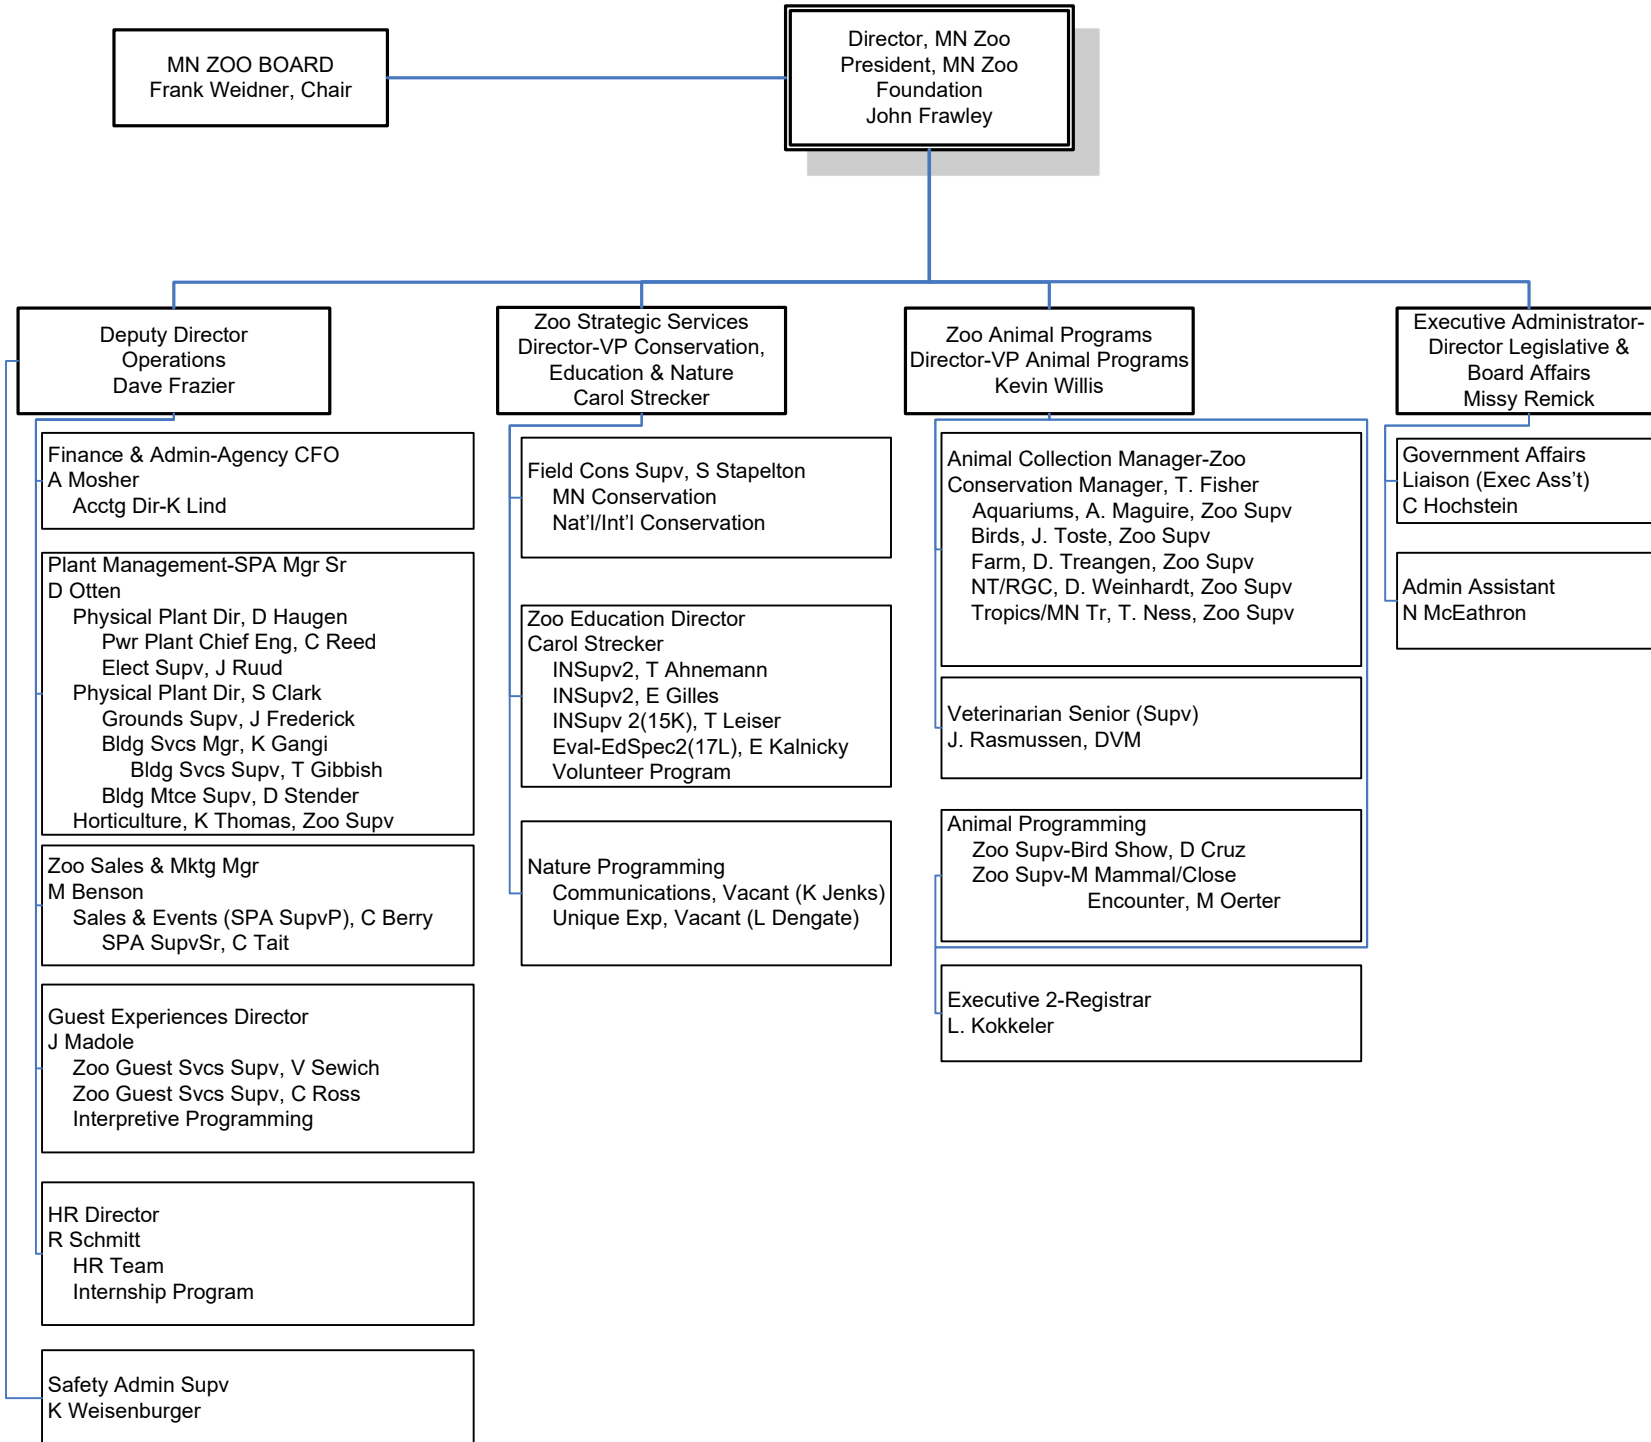 MN ZOO BOARD
Frank Weidner, Chair
Director, MN Zoo
President, MN Zoo
Foundation
John Frawley
Deputy Director
Operations
Dave Frazier
Finance & Admin-Agency CFO
A Mosher
Acctg Dir-K Lind
Plant Management-SPA Mgr Sr
D Otten
Physical Plant Dir, D Haugen
Pwr Plant Chief Eng, C Reed
Elect Supv, J Ruud
Physical Plant Dir, S Clark
Grounds Supv, J Frederick
Bldg Svcs Mgr, K Gangi
Bldg Svcs Supv, T Gibbish
Bldg Mtce Supv, D Stender
Horticulture, K Thomas, Zoo Supv
Zoo Sales & Mktg Mgr
M Benson
Sales & Events (SPA SupvP), C Berry
SPA SupvSr, C Tait
Guest Experiences Director
J Madole
Zoo Guest Svcs Supv, V Sewich
Zoo Guest Svcs Supv, C Ross
Interpretive Programming
HR Director
R Schmitt
HR Team
Internship Program
Safety Admin Supv
K Weisenburger
Zoo Strategic Services
Director-VP Conservation,
Education & Nature
Carol Strecker
Field Cons Supv, S Stapelton
MN Conservation
Nat'l/Int'l Conservation
Zoo Education Director
Carol Strecker
INSupv2, T Ahnemann
INSupv2, E Gilles
INSupv 2(15K), T Leiser
Eval-EdSpec2(17L), E Kalnicky
Volunteer Program
Nature Programming
Communications, Vacant (K Jenks)
Unique Exp, Vacant (L Dengate)
Zoo Animal Programs
Director-VP Animal Programs
Kevin Willis
Animal Collection Manager-Zoo
Conservation Manager, T. Fisher
Aquariums, A. Maguire, Zoo Supv
Birds, J. Toste, Zoo Supv
Farm, D. Treangen, Zoo Supv
NT/RGC, D. Weinhardt, Zoo Supv
Tropics/MN Tr, T. Ness, Zoo Supv
Veterinarian Senior (Supv)
J. Rasmussen, DVM
Animal Programming
Zoo Supv-Bird Show, D Cruz
Zoo Supv-M Mammal/Close
Encounter, M Oerter
Executive 2-Registrar
L. Kokkeler
Executive Administrator-
Director Legislative &
Board Affairs
Missy Remick
Government Affairs
Liaison (Exec Ass't)
C Hochstein
Admin Assistant
N McEathron